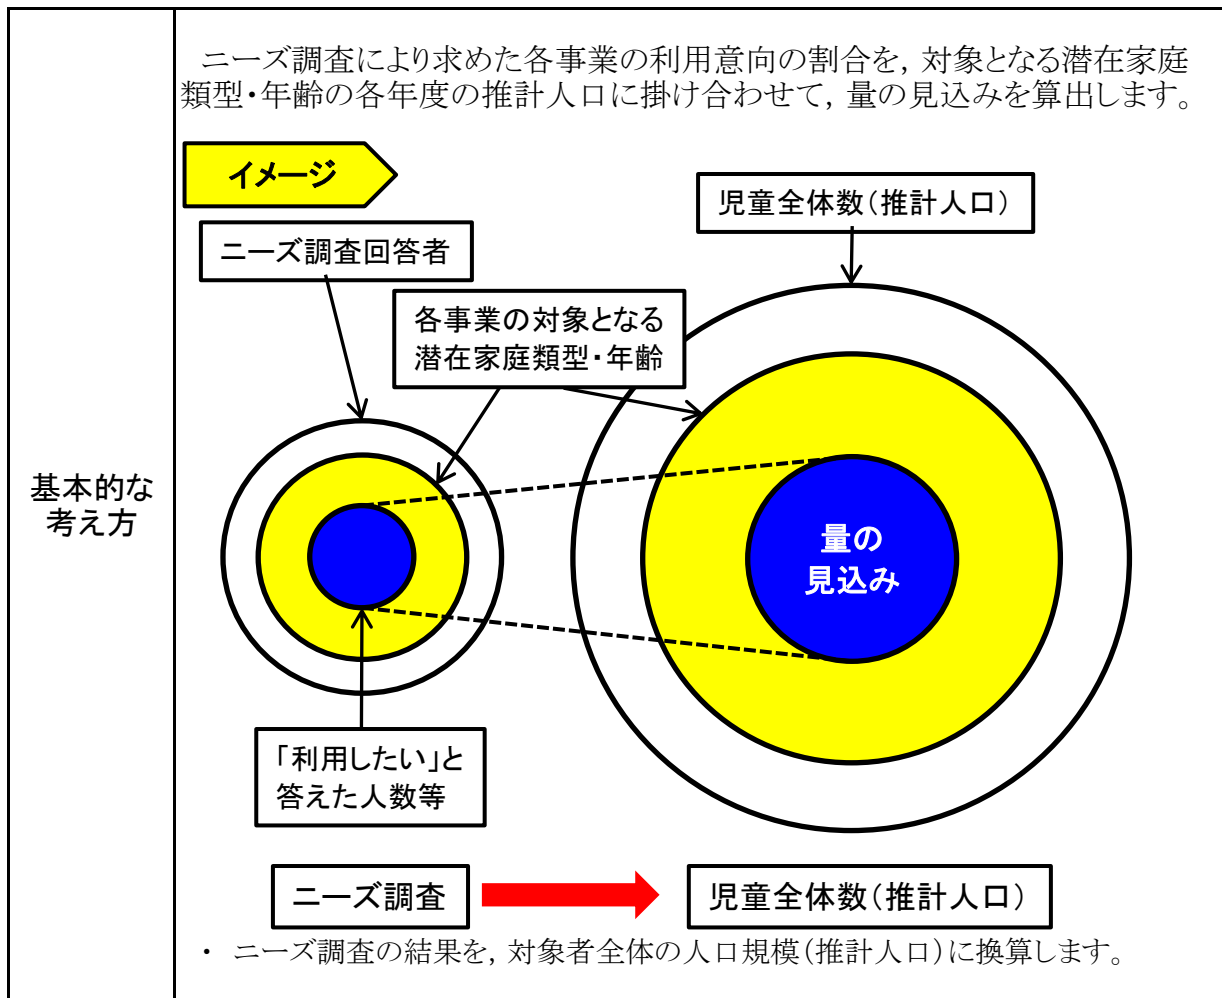 基本的な
考え方
ニーズ調査により求めた各事業の利用意向の割合を, 対象となる潜在家庭
類型・年齢の各年度の推計人口に掛け合わせて, 量の見込みを算出します。
イメージ
児童全体数(推計人口)
ニーズ調査回答者
各事業の対象となる
潜在家庭類型・年齢
量の
見込み
「利用したい」と
答えた人数等
ニーズ調査
児童全体数(推計人口)
・ ニーズ調査の結果を, 対象者全体の人口規模(推計人口)に換算します。